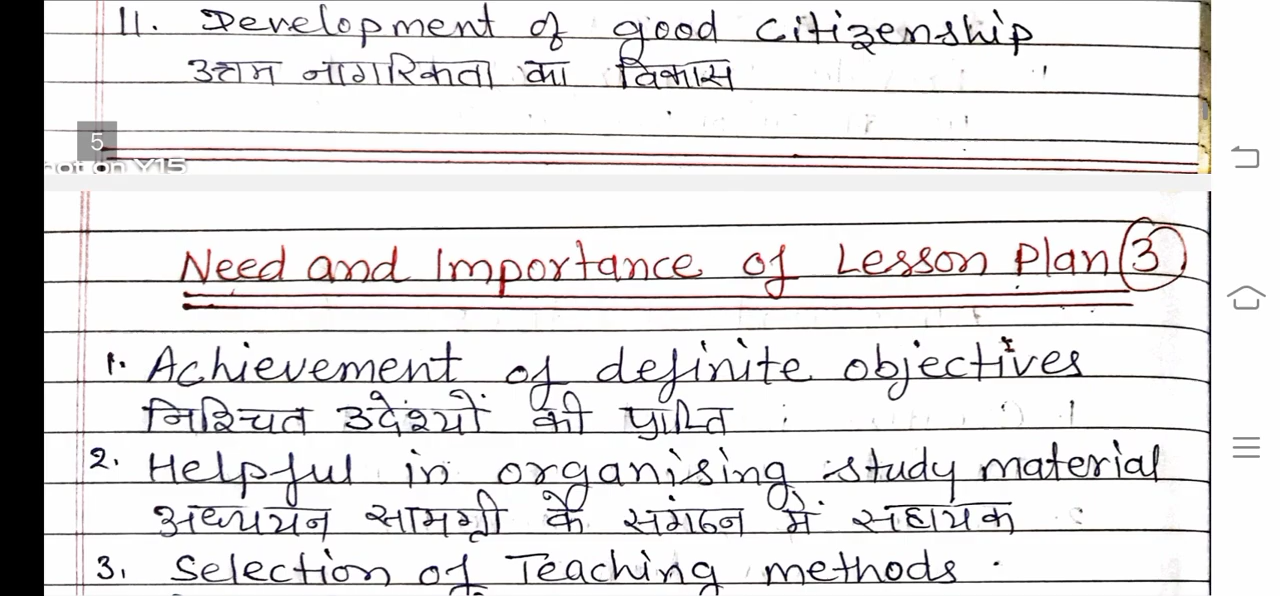 11. Development of good citizenship
उत्तम नागरिकता का विकास
5
Need and Importance of Lesson Plan 3
1. Achievement of definite objectives
निश्चित उदेश्यों की प्राप्ति
2. Helpful in organising study material
अध्ययन सामग्री के संगठन में सहायक
3. Selection of Teaching methods.